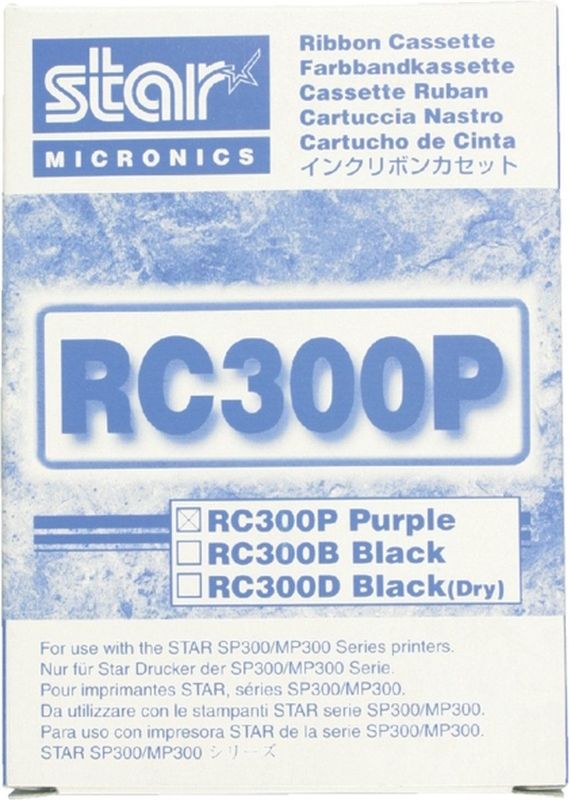 star
MICRONICS
Ribbon Cassette
Farbbandkassette
Cassette Ruban
Cartuccia Nastro
Cartucho de Cinta
インクリボンカセット
RC300P
RC300P Purple
RC300B Black
RC300D Black(Dry)
For use with the STAR SP300/MP300 Series printers.
Nur für Star Drucker der SP300/MP300 Serie.
Pour imprimantes STAR, séries SP300/MP300.
Da utilizzare con le stampanti STAR serie SP300/MP300.
Para uso con impresora STAR de la serie SP300/MP300.
STAR SP300/MP300 シリーズ